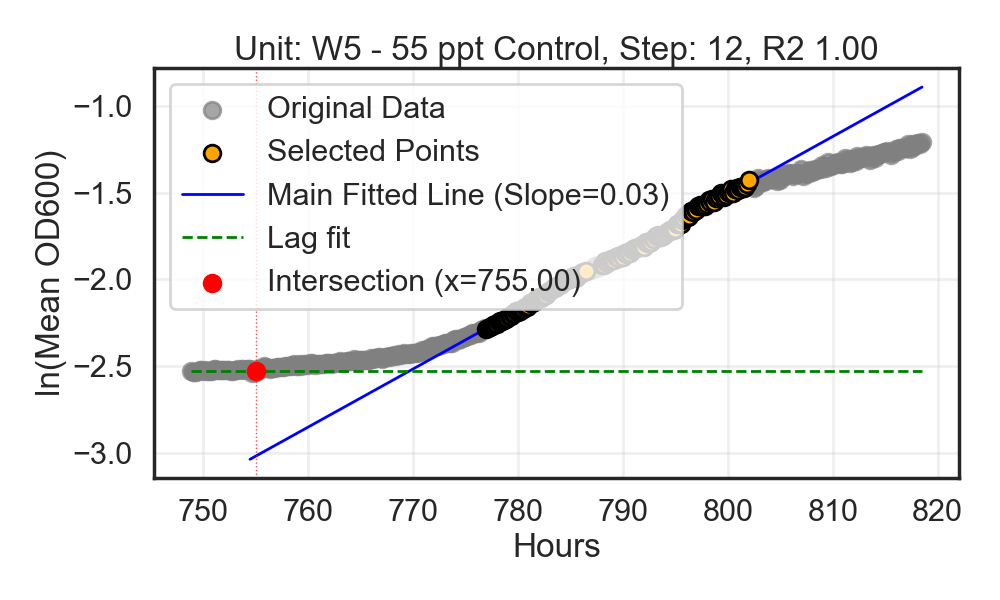 Unit: W5 - 55 ppt Control, Step: 12, R2 1.00
Original Data
Selected Points
Main Fitted Line (Slope=0.03)
Lag fit
Intersection (x=755.00)
ln(Mean OD600)
−1.0
−1.5
−2.0
−2.5
−3.0
750 760 770 780 790 800 810 820
Hours